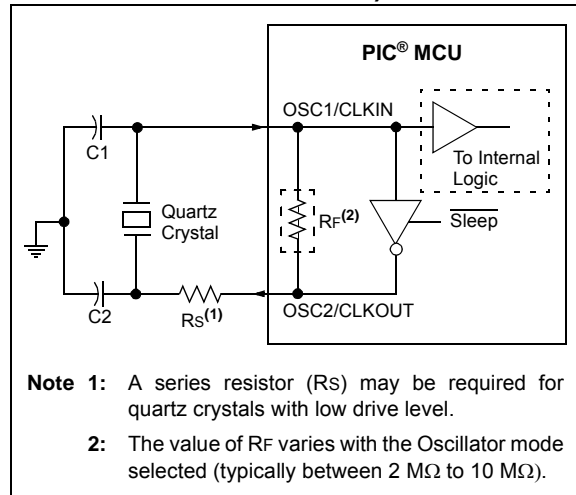 PIC® MCU
OSC1/CLKIN
C1
To Internal
Logic
Quartz
Crystal
RF(2)
Sleep
C2
RS(1)
OSC2/CLKOUT
Note 1: A series resistor (RS) may be required for
quartz crystals with low drive level.
2: The value of RF varies with the Oscillator mode
selected (typically between 2 MΩ to 10 MΩ).